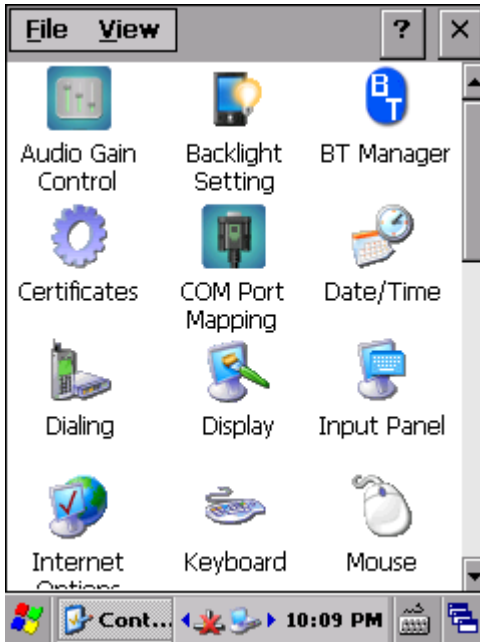 File View ? ×
Audio Gain Control
Backlight Setting
BT Manager
Certificates
COM Port Mapping
Date/Time
Dialing
Display
Input Panel
Internet Options
Keyboard
Mouse
Cont... 10:09 PM